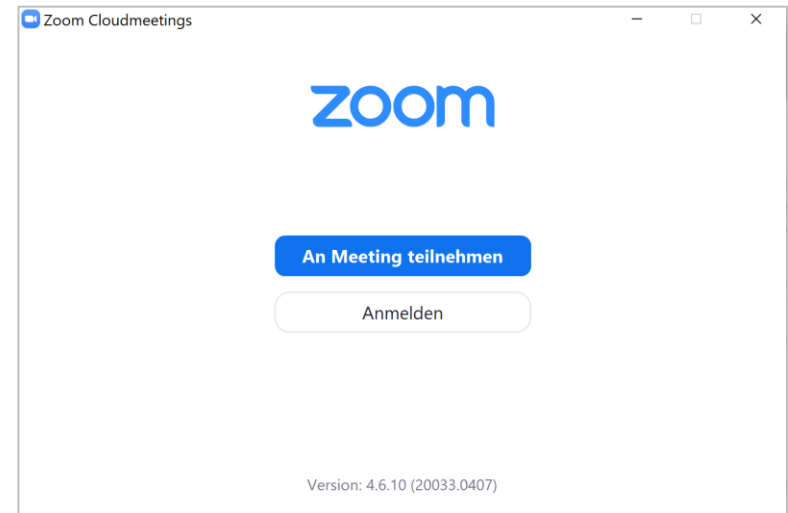 Zoom Cloudmeetings
zoom
An Meeting teilnehmen
Anmelden
Version: 4.6.10 (20033.0407)